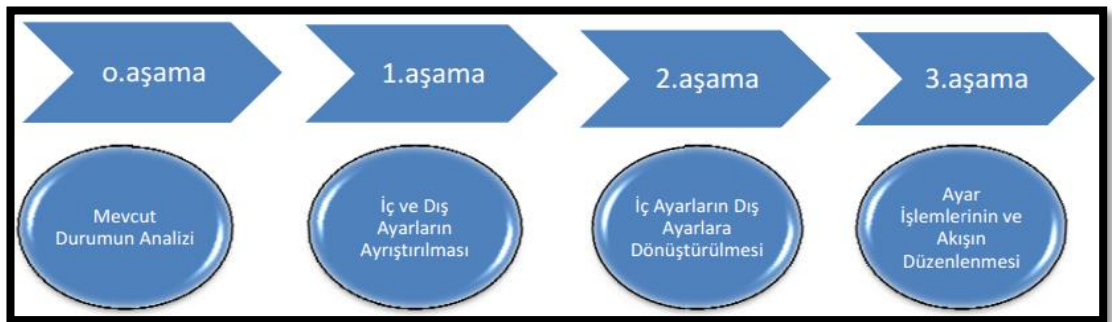 o.aşama
1.aşama
2.aşama
3.aşama
Mevcut
Durumun Analizi
İç ve Dış
Ayarların
Ayrıştırılması
İç Ayarların Dış
Ayarlara
Dönüştürülmesi
Ayar
İşlemlerinin ve
Akışın
Düzenlenmesi